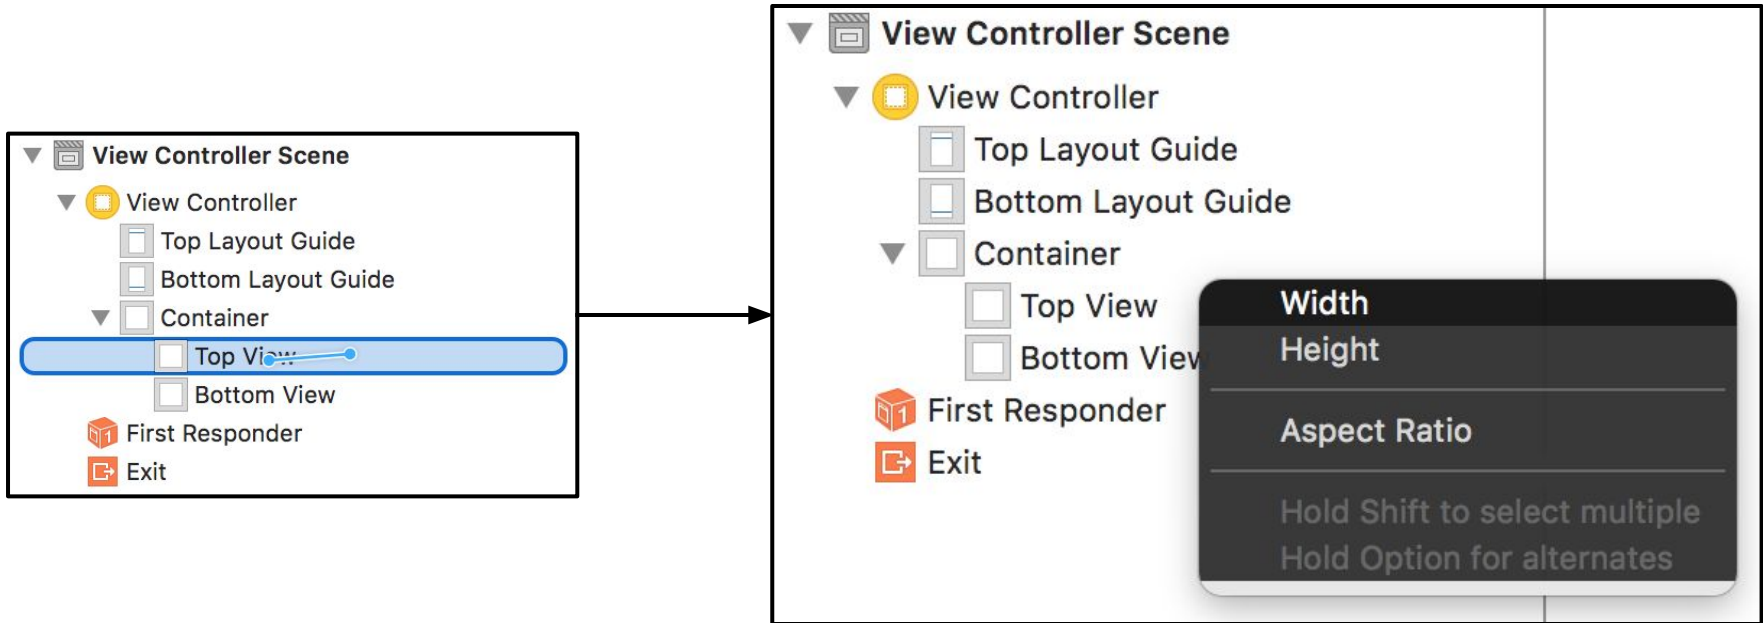 View Controller Scene
View Controller
Top Layout Guide
Bottom Layout Guide
Container
Top View
Bottom View
First Responder
Exit
View Controller Scene
View Controller
Top Layout Guide
Bottom Layout Guide
Container
Top View
Bottom View
First Responder
Exit
Width
Height
Aspect Ratio
Hold Shift to select multiple
Hold Option for alternates